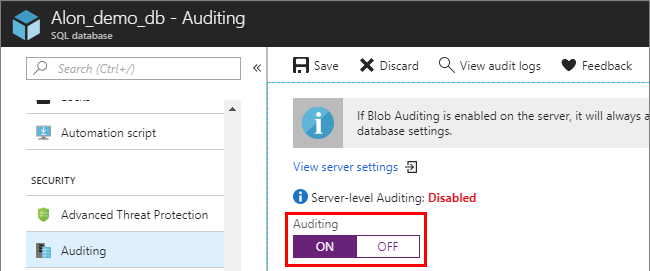 Alon_demo_db - Auditing
SQL database
Search (Ctrl+/)
Save Discard View audit logs Feedback
Automation script
If Blob Auditing is enabled on the server, it will always a
database settings.
View server settings
SECURITY
Server-level Auditing: Disabled
Advanced Threat Protection
Auditing
ON OFF
Auditing